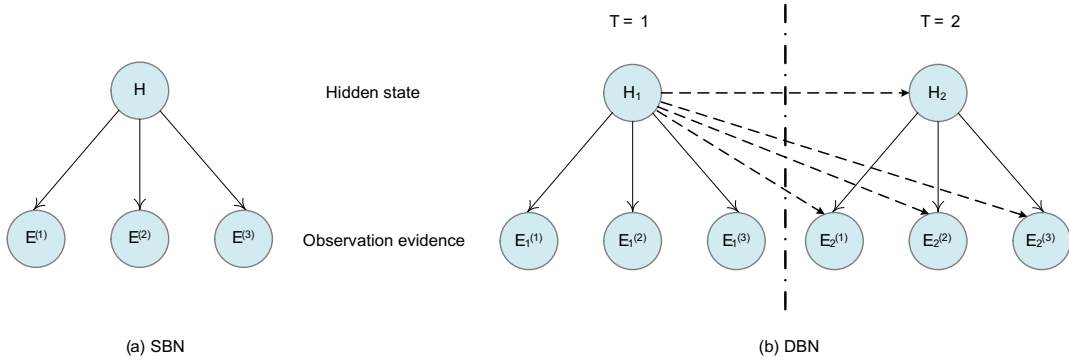 T = 1
T = 2
H
Hidden state
H₁
H₂
E⁽¹⁾
E⁽²⁾
E⁽³⁾
Observation evidence
E₁⁽¹⁾
E₁⁽²⁾
E₁⁽³⁾
E₂⁽¹⁾
E₂⁽²⁾
E₂⁽³⁾
(a) SBN
(b) DBN